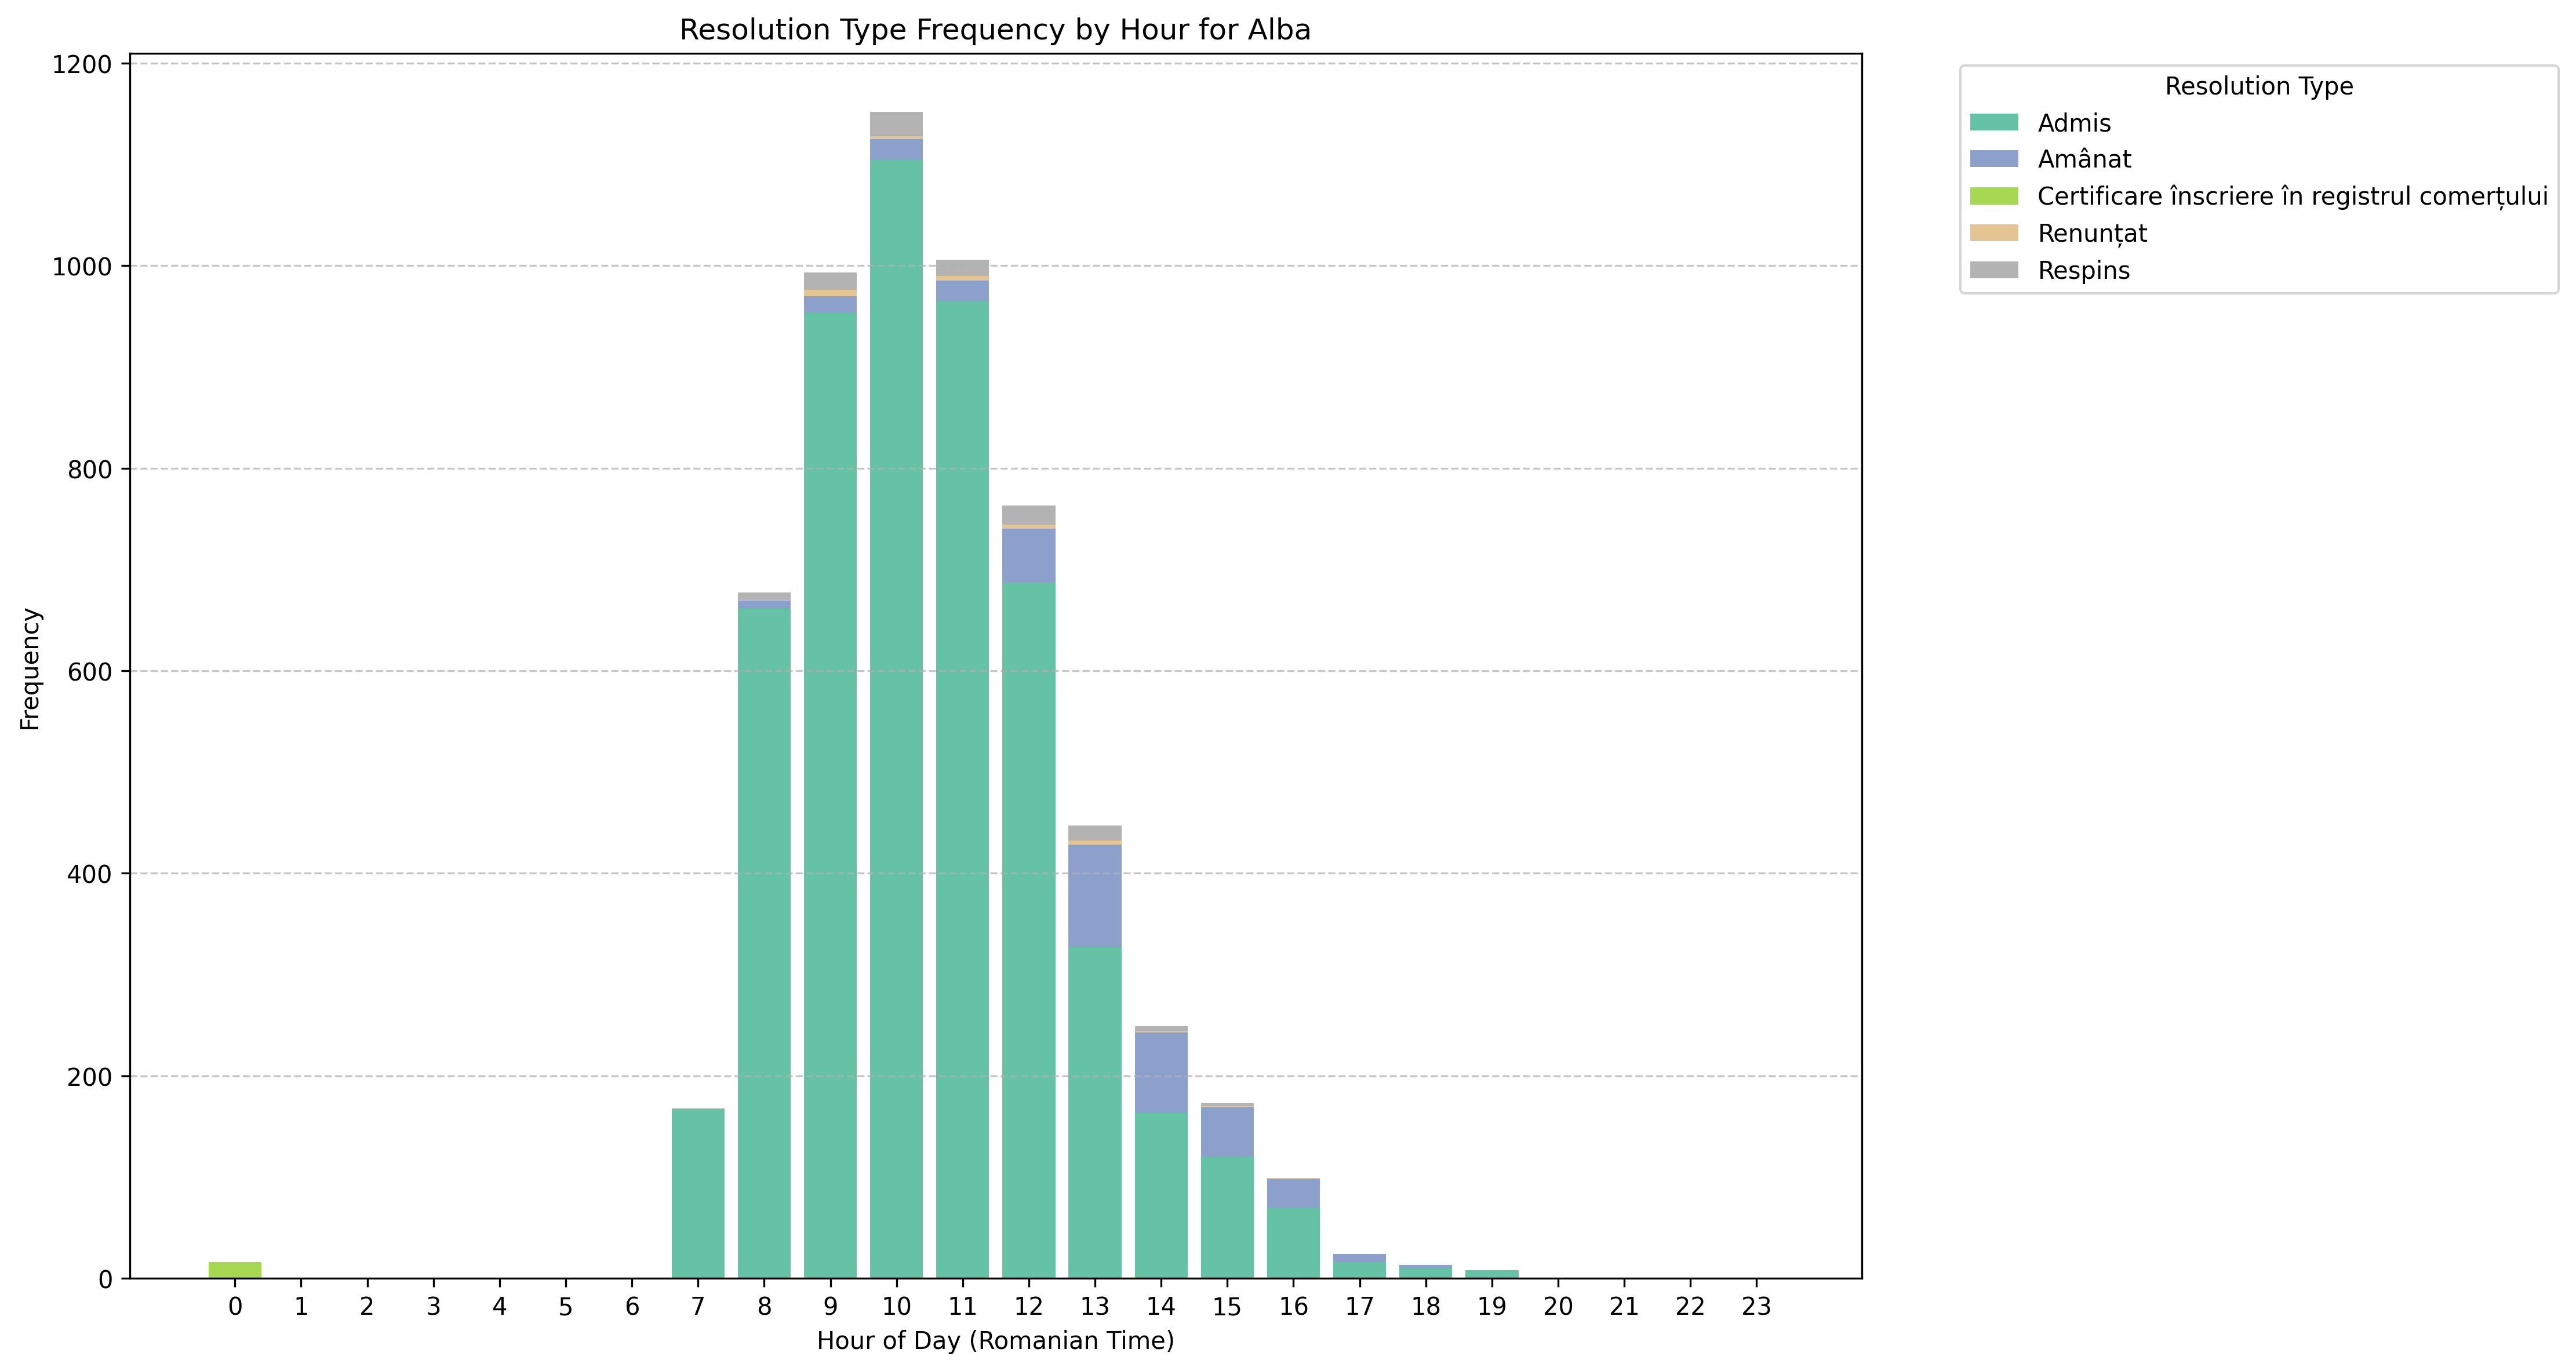 Resolution Type Frequency by Hour for Alba
1200
1000
800
600
400
200
0
Frequency
0 1 2 3 4 5 6 7 8 9 10 11 12 13 14 15 16 17 18 19 20 21 22 23
Hour of Day (Romanian Time)
Resolution Type
Admis
Amânat
Certificare înscriere în registrul comerțului
Renunțat
Respins